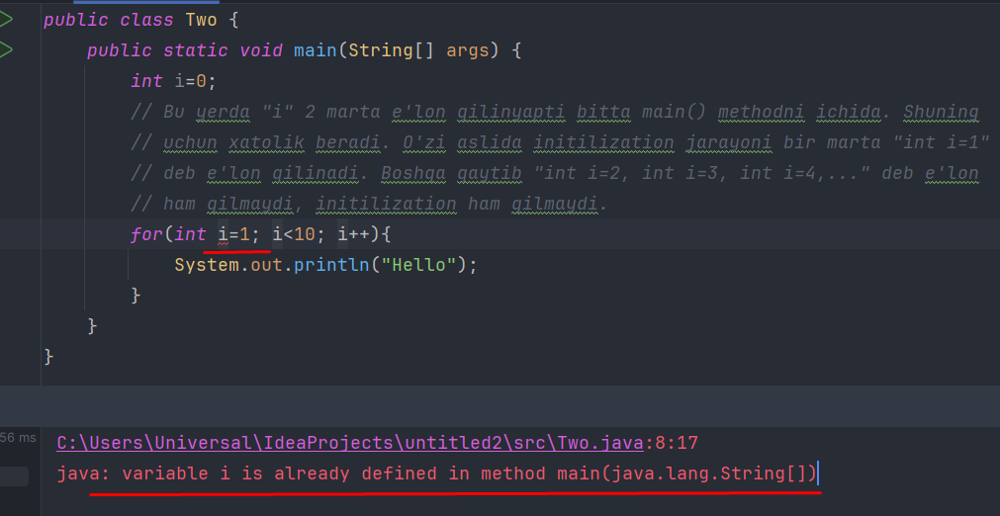 public class Two {
public static void main(String[] args) {
int i=0;
// Bu yerda "i" 2 marta e'lon qilinyapti bitta main() methodni ichida. Shuning
// uchun xatolik beradi. O'zi aslida initilization jarayoni bir marta "int i=1"
// deb e'lon qilinadi. Boshqa qaytib "int i=2, int i=3, int i=4,..." deb e'lon
// ham qilmaydi, initilization ham qilmaydi.
for(int i=1; i<10; i++){
System.out.println("Hello");
}
}
}
56 ms
C:\Users\Universal\IdeaProjects\untitled2\src\Two.java:8:17
java: variable i is already defined in method main(java.lang.String[])